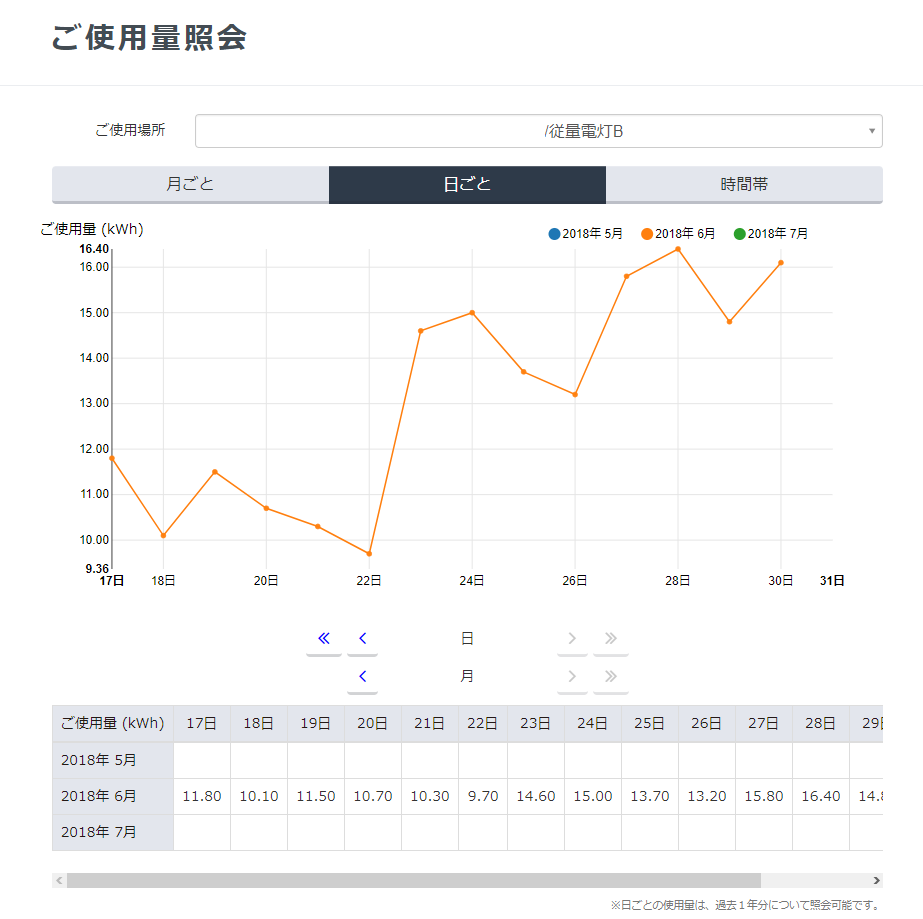 ご使用量照会
ご使用場所 /従量電灯B
月ごと 日ごと 時間帯
ご使用量 (kWh)
2018年 5月 2018年 6月 2018年 7月
16.40
16.00
15.00
14.00
13.00
12.00
11.00
10.00
9.36
17日 18日 20日 22日 24日 26日 28日 30日 31日
日
月
ご使用量 (kWh) 17日 18日 19日 20日 21日 22日 23日 24日 25日 26日 27日 28日 29
2018年 5月
2018年 6月 11.80 10.10 11.50 10.70 10.30 9.70 14.60 15.00 13.70 13.20 15.80 16.40 14.8
2018年 7月
※日ごとの使用量は、過去１年分について照会可能です。